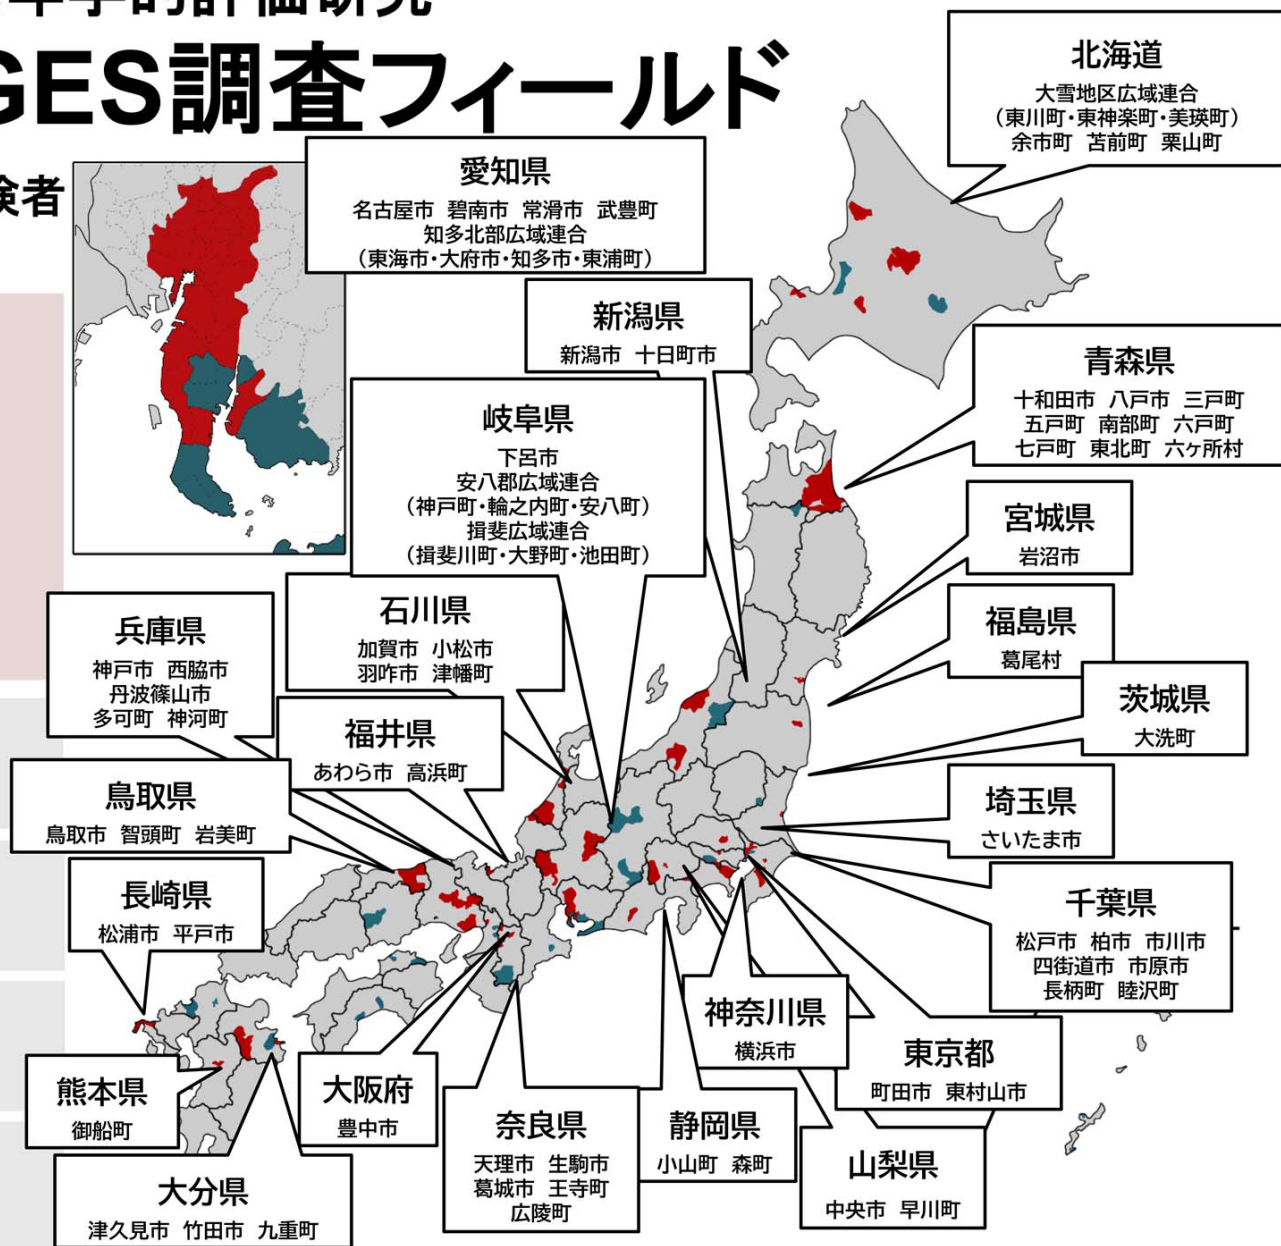 年学的評価研究
GES調査フィールド
険者
北海道
大雪地区広域連合
（東川町・東神楽町・美瑛町）
余市町 苫前町 栗山町
愛知県
名古屋市 碧南市 常滑市 武豊町
知多北部広域連合
（東海市・大府市・知多市・東浦町）
新潟県
新潟市 十日町市
青森県
十和田市 八戸市 三戸町
五戸町 南部町 六戸町
七戸町 東北町 六ヶ所村
岐阜県
下呂市
安八郡広域連合
（神戸町・輪之内町・安八町）
揖斐広域連合
（揖斐川町・大野町・池田町）
宮城県
岩沼市
石川県
加賀市 小松市
羽咋市 津幡町
福島県
葛尾村
兵庫県
神戸市 西脇市
丹波篠山市
多可町 神河町
茨城県
大洗町
福井県
あわら市 高浜町
鳥取県
鳥取市 智頭町 岩美町
埼玉県
さいたま市
長崎県
松浦市 平戸市
千葉県
松戸市 柏市 市川市
四街道市 市原市
長柄町 睦沢町
神奈川県
横浜市
東京都
町田市 東村山市
熊本県
御船町
大阪府
豊中市
奈良県
天理市 生駒市
葛城市 王寺町
広陵町
静岡県
小山町 森町
山梨県
中央市 早川町
大分県
津久見市 竹田市 九重町